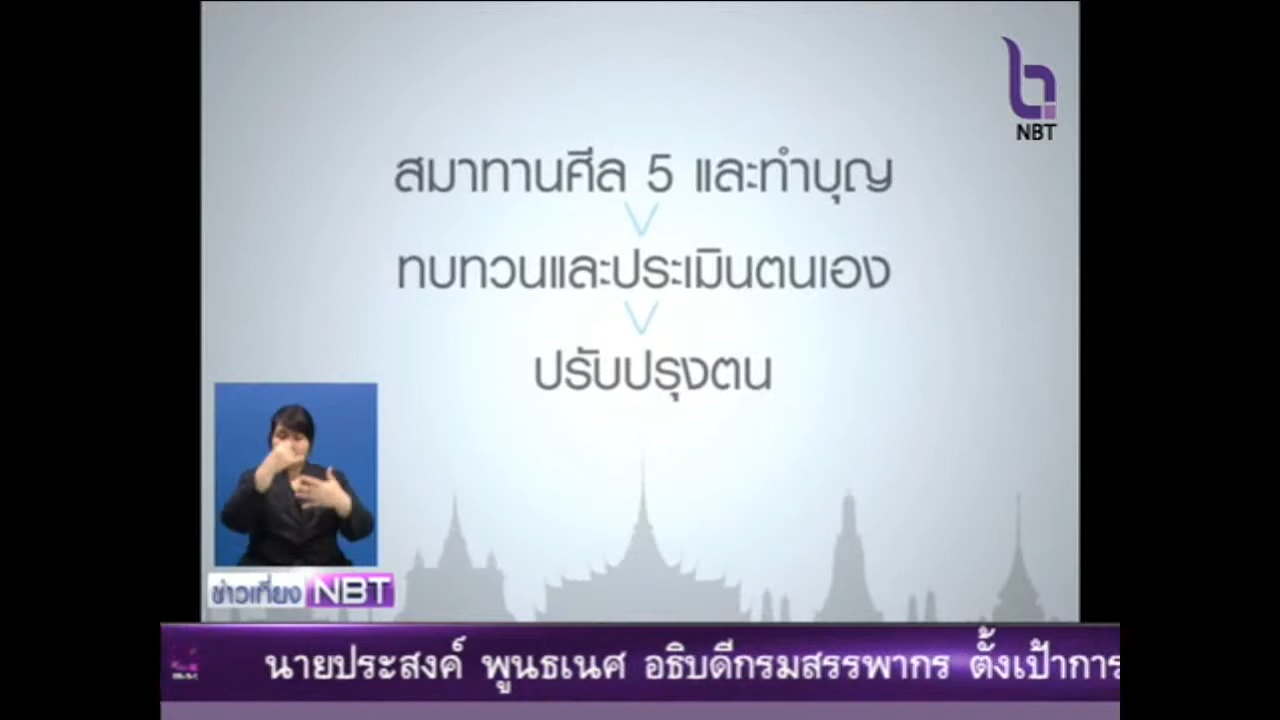 NBT
สมาทานศีล 5 และทำบุญ
ทบทวนและประเมินตนเอง
ปรับปรุงตน
ข่าวเที่ยง NBT
นายประสงค์ พูนธเนศ อธิบดีกรมสรรพากร ตั้งเป้าการ